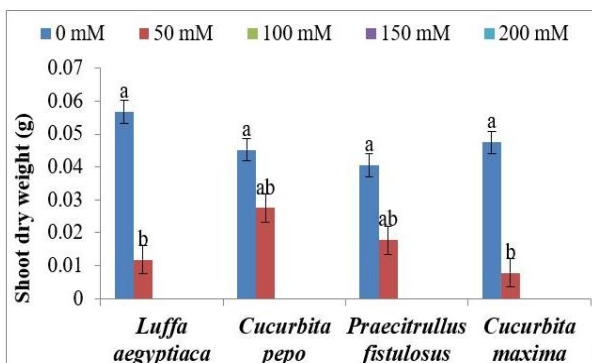 0 mM 50 mM 100 mM 150 mM 200 mM
Shoot dry weight (g)
0.07
0.06
0.05
0.04
0.03
0.02
0.01
0
a
b
a
ab
a
ab
a
b
Luffa aegyptiaca
Cucurbita pepo
Praecitrullus fistulosus
Cucurbita maxima